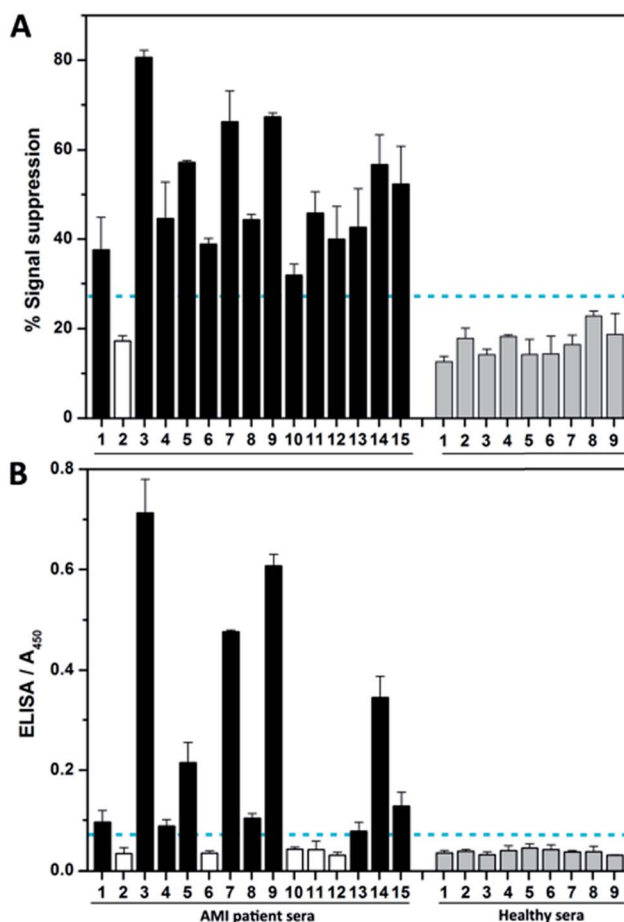 A
% Signal suppression
80
60
40
20
0
1 2 3 4 5 6 7 8 9 10 11 12 13 14 15 1 2 3 4 5 6 7 8 9
B
ELISA / A450
0.8
0.6
0.4
0.2
0.0
1 2 3 4 5 6 7 8 9 10 11 12 13 14 15 1 2 3 4 5 6 7 8 9
AMI patient sera Healthy sera